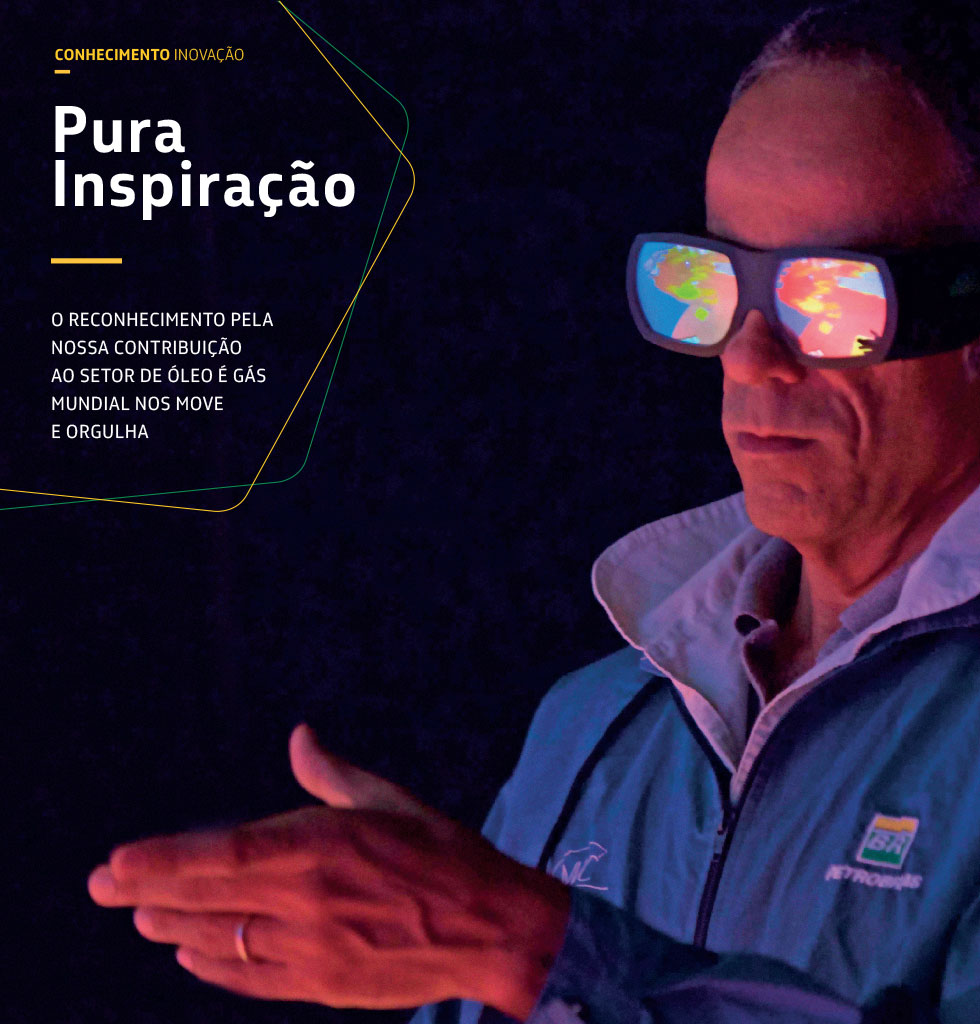 CONHECIMENTO INOVAÇÃO
Pura
Inspiração
O RECONHECIMENTO PELA
NOSSA CONTRIBUIÇÃO
AO SETOR DE ÓLEO É GÁS
MUNDIAL NOS MOVE
E ORGULHA
BR
PETROBRAS